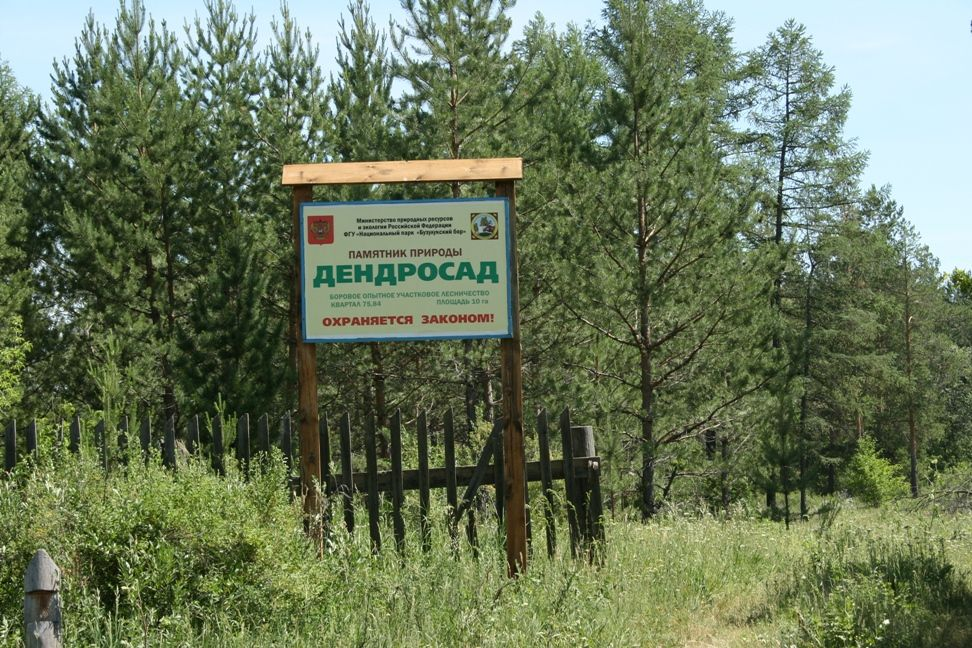 Министерство природных ресурсов
и экологии Российской Федерации
ФГУ «Национальный парк «Бузулукский бор»
ПАМЯТНИК ПРИРОДЫ
ДЕНДРОСАД
БОРОВОЕ ОПЫТНОЕ УЧАСТКОВОЕ ЛЕСНИЧЕСТВО
КВАРТАЛ 75,84 ПЛОЩАДЬ 10 га
ОХРАНЯЕТСЯ ЗАКОНОМ!